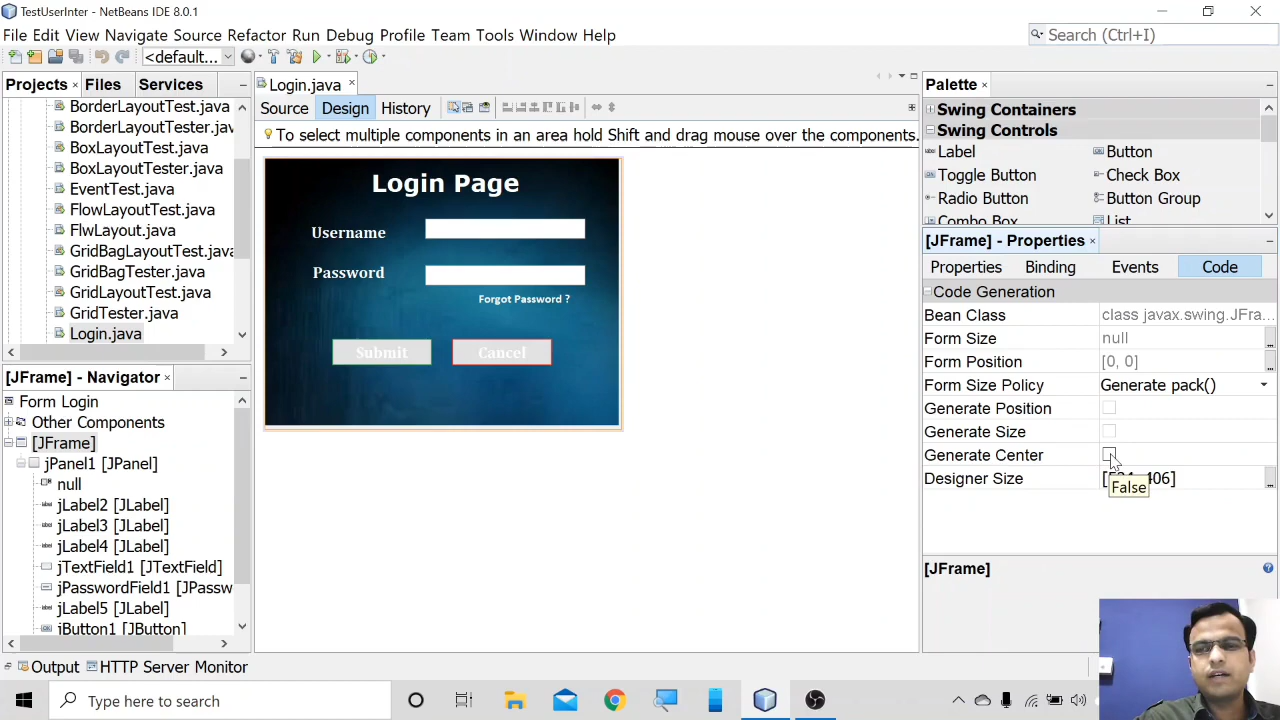 TestUserInter - NetBeans IDE 8.0.1
File Edit View Navigate Source Refactor Run Debug Profile Team Tools Window Help
Search (Ctrl+I)
<default...
Projects Files Services
BorderLayoutTest.java
BorderLayoutTester.jav
BoxLayoutTest.java
BoxLayoutTester.java
EventTest.java
FlowLayoutTest.java
FlwLayout.java
GridBagLayoutTest.java
GridBagTester.java
GridLayoutTest.java
GridTester.java
Login.java
[JFrame] - Navigator
Form Login
Other Components
[JFrame]
jPanel1 [JPanel]
null
jLabel2 [JLabel]
jLabel3 [JLabel]
jLabel4 [JLabel]
jTextField1 [JTextField]
jPasswordField1 [JPassw
jLabel5 [JLabel]
jButton1 [JButton]
Login.java
Source Design History
To select multiple components in an area hold Shift and drag mouse over the components.
Login Page
Username
Password
Forgot Password ?
Submit Cancel
Palette
Swing Containers
Swing Controls
Label Button
Toggle Button Check Box
Radio Button Button Group
Combo Box List
[JFrame] - Properties
Properties Binding Events Code
Code Generation
Bean Class class javax.swing.JFra...
Form Size null
Form Position [0, 0]
Form Size Policy Generate pack()
Generate Position
Generate Size
Generate Center
Designer Size 406]
False
[JFrame]
Output HTTP Server Monitor
Type here to search